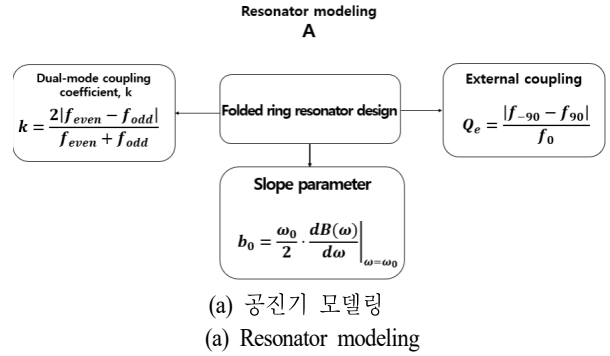 Resonator modeling
A
Dual-mode coupling
coefficient, k
k = 2|f_even − f_odd| / f_even + f_odd
Folded ring resonator design
External coupling
Q_e = |f_−90 − f_90| / f_0
Slope parameter
b_0 = ω_0/2 · dB(ω)/dω |_ω=ω_0
(a) 공진기 모델링
(a) Resonator modeling